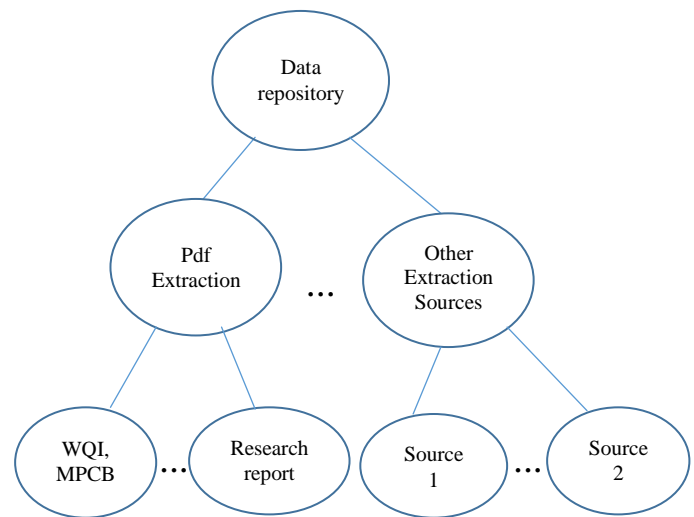 Data
repository
Pdf
Extraction
...
Other
Extraction
Sources
WQI,
MPCB
...
Research
report
Source
1
...
Source
2